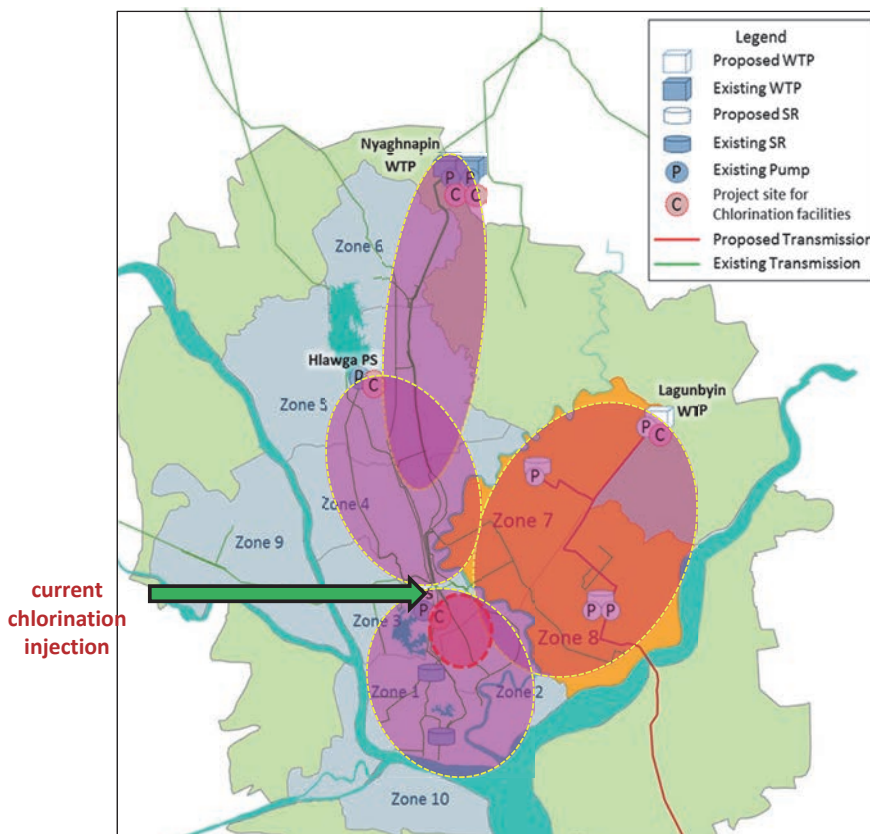 Legend
Proposed WTP
Existing WTP
Proposed SR
Existing SR
P
Existing Pump
C
Project site for
Chlorination facilities
Proposed Transmission
Existing Transmission
Nyaghnapin
WTP
P P
C C
Zone 6
Hlawga PS
C
Zone 5
Lagunbyin
WTP
P C
P
Zone 4
Zone 7
Zone 9
current
chlorination
injection
P C
P P
Zone 3
Zone 8
Zone 1
Zone 2
Zone 10